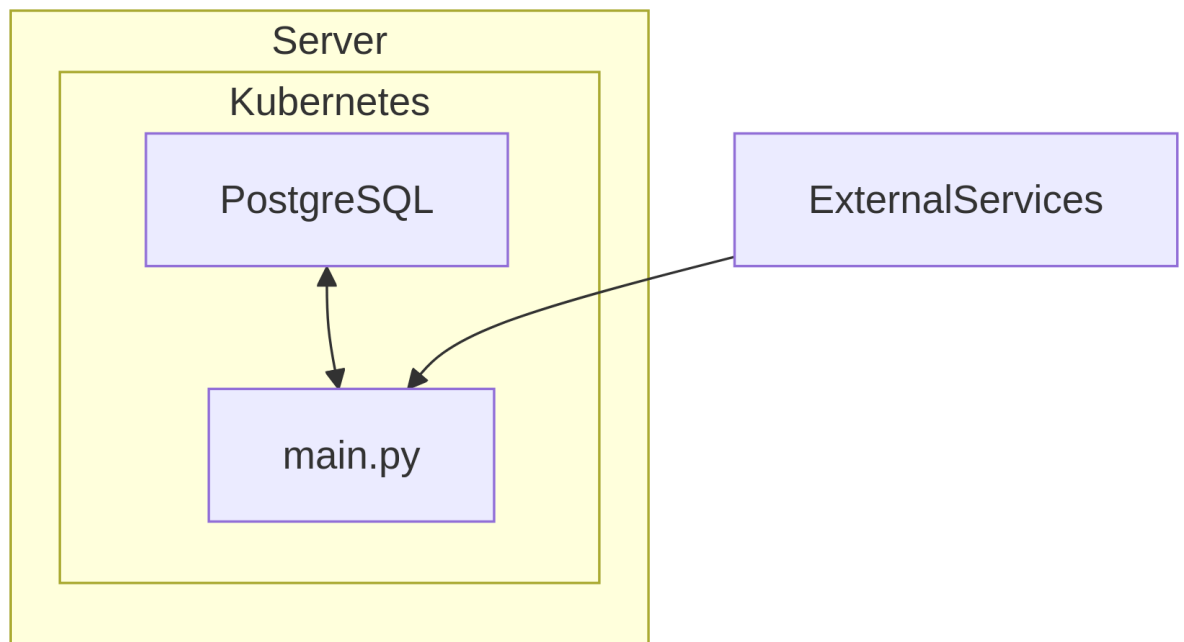 Server
Kubernetes
PostgreSQL
ExternalServices
main.py